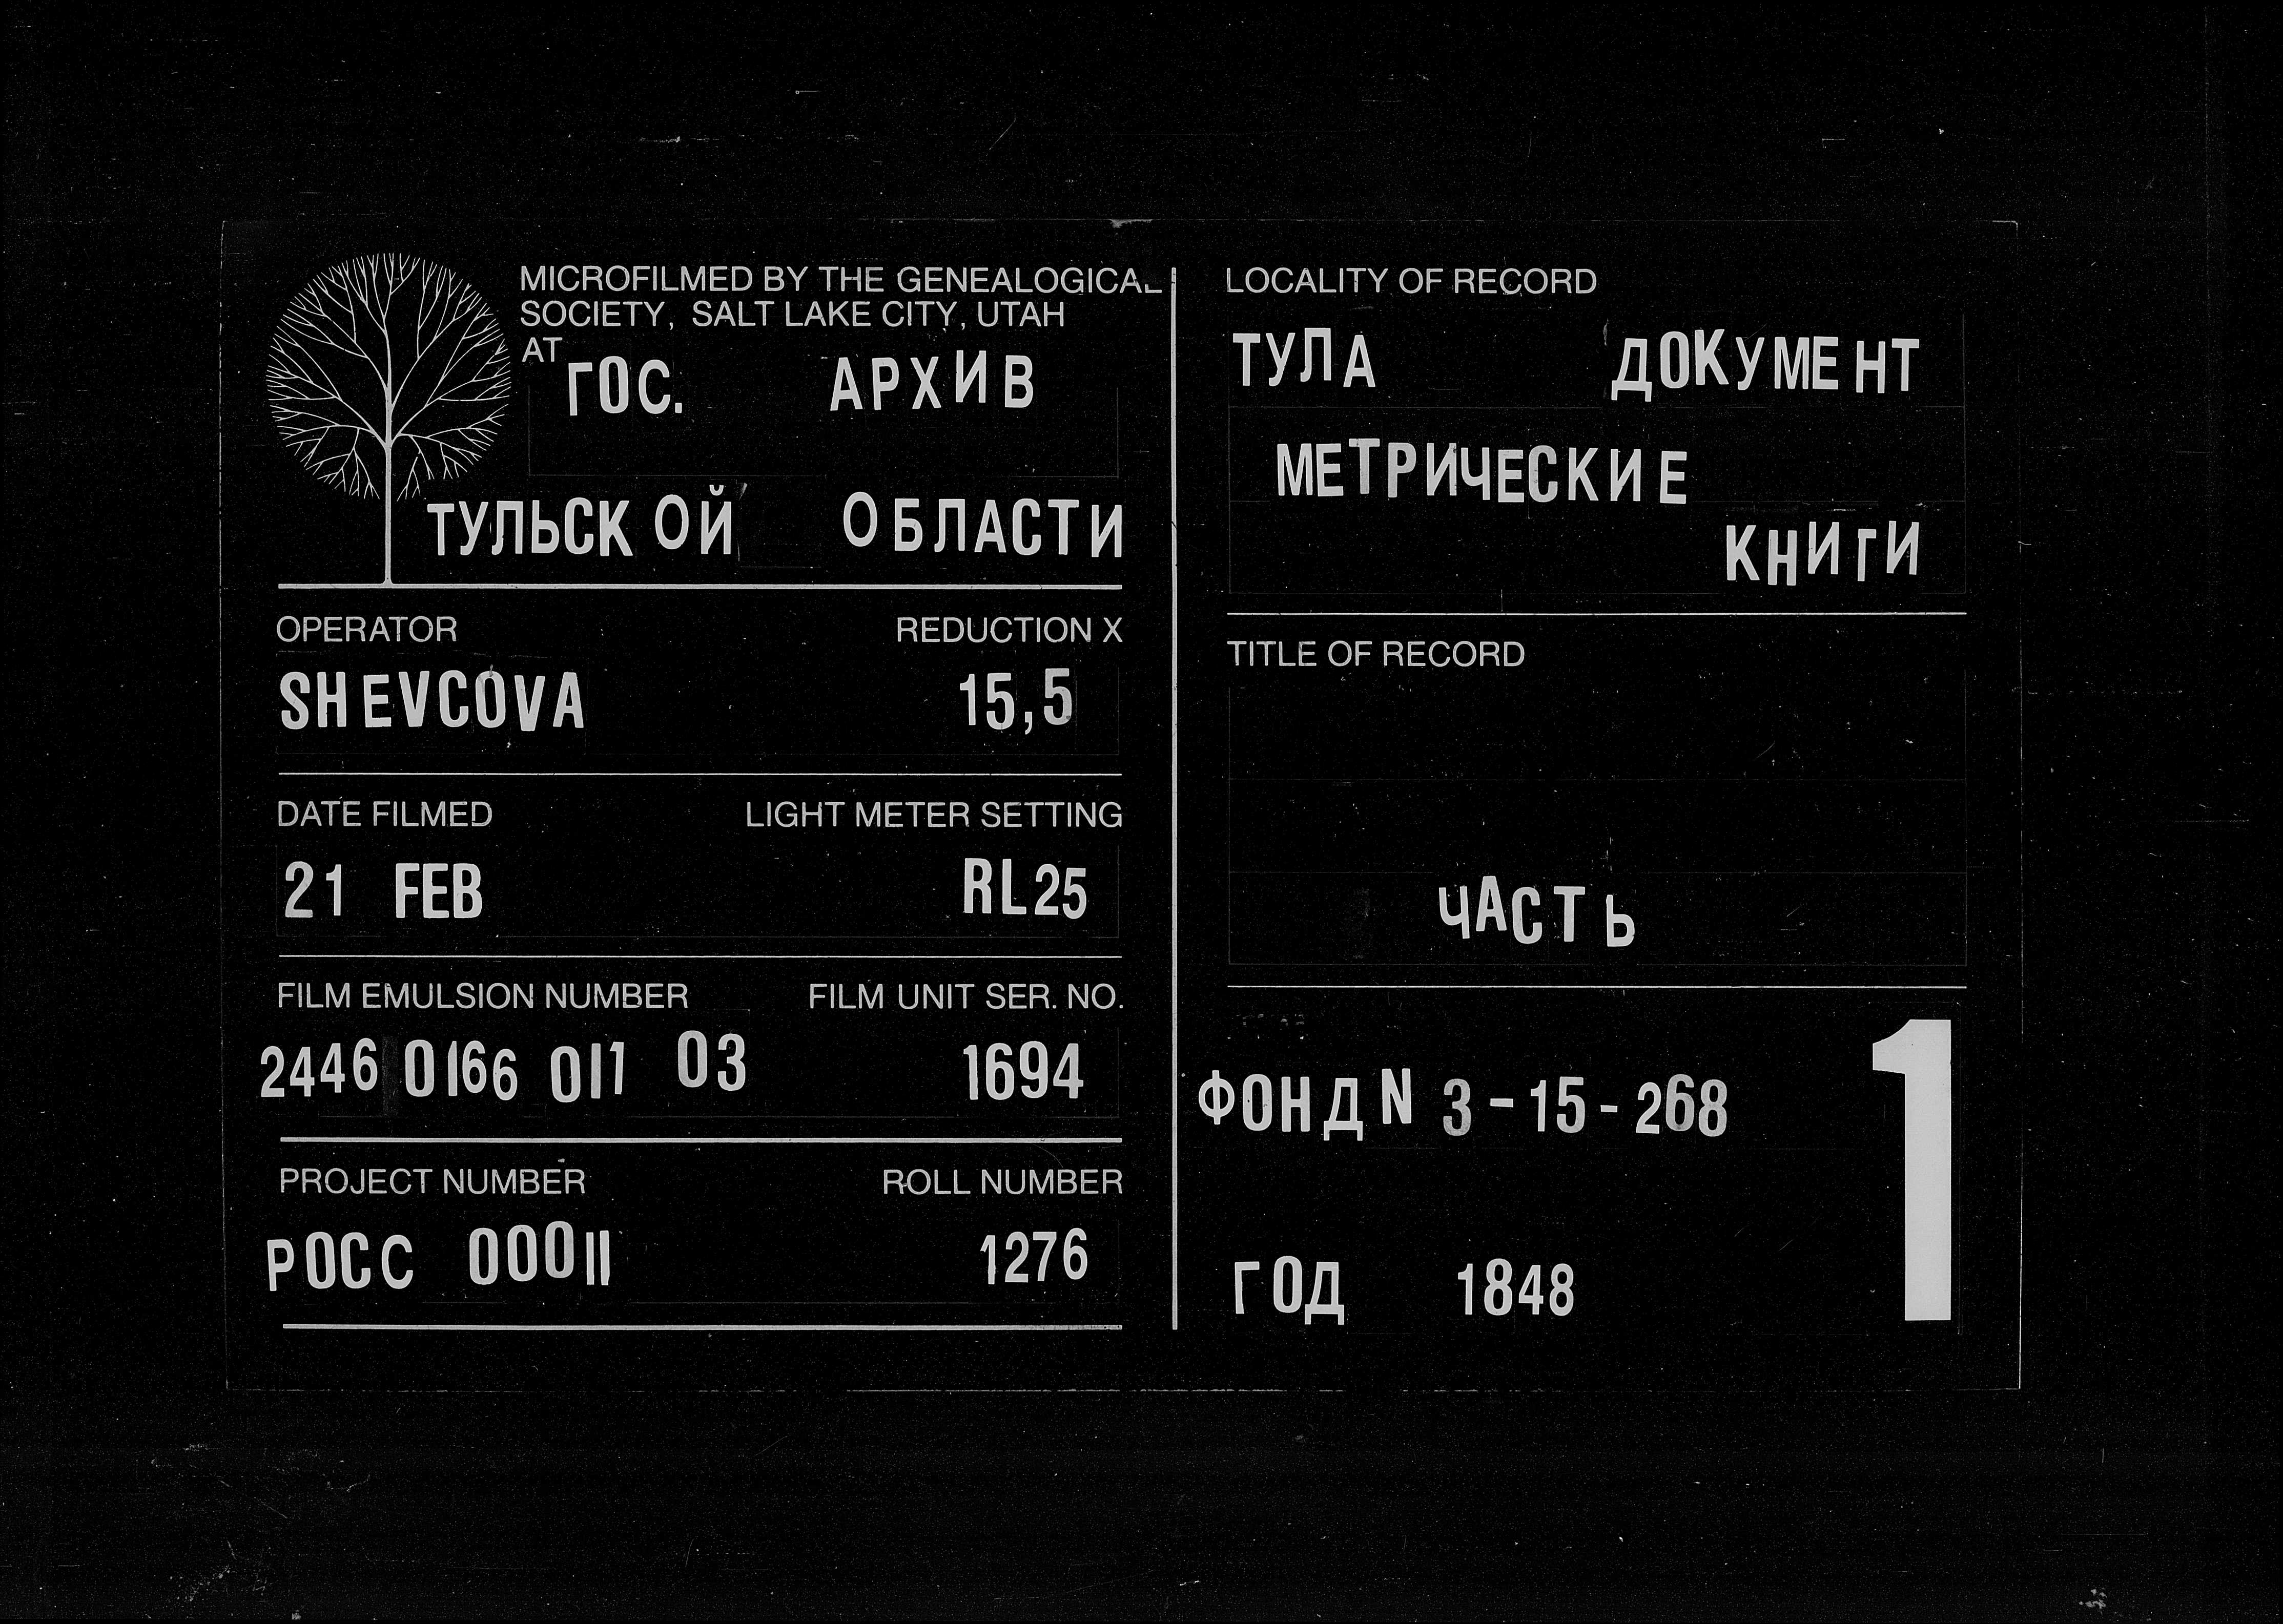 MICROFILMED BY THE GENEALOGICAL
SOCIETY, SALT LAKE CITY, UTAH
AT
ГОС. АРХИВ
ТУЛЬСКОЙ ОБЛАСТИ
OPERATOR REDUCTION X
SHEVCOVA 15,5
DATE FILMED LIGHT METER SETTING
21 FEB RL25
FILM EMULSION NUMBER FILM UNIT SER. NO.
2446 0166 011 03 1694
PROJECT NUMBER ROLL NUMBER
РОСС 00011 1276
LOCALITY OF RECORD
ТУЛА ДОКУМЕНТ
МЕТРИЧЕСКИЕ
КНИГИ
TITLE OF RECORD
ЧАСТЬ
1
ФОНД N 3-15-268
ГОД 1848